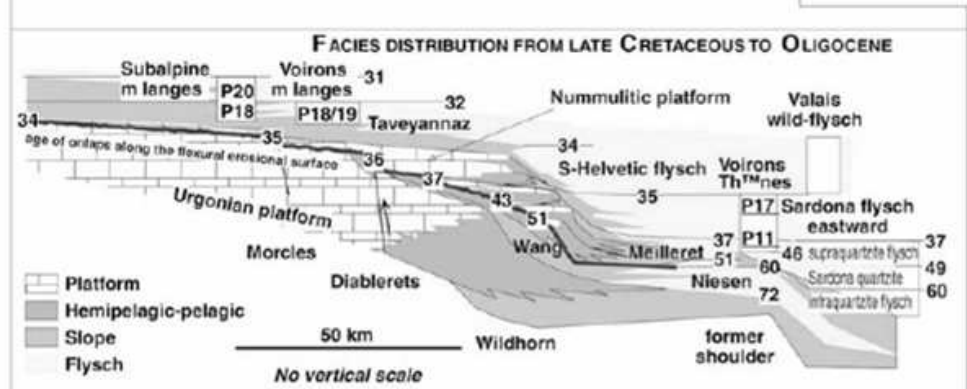 FACIES DISTRIBUTION FROM LATE CRETACEOUS TO OLIGOCENE
Subalpine
m langes
P20
P18
Voirons
m langes
P18/19
31
32
Taveyannaz
Nummulitic platform
Valais
wild-flysch
34
35
36
37
43
51
34
35
age of onlaps along the flexural erosional surface
S-Helvetic flysch
Voirons
Th™nes
P17
P11
Sardona flysch
eastward
Urgonian platform
Wang
Meilleret
37
51
46
supraquartzite flysch
37
49
Morcles
Diablerets
Niesen
60
72
Sardona quartzite
60
infraquartzite flysch
Platform
Hemipelagic-pelagic
Slope
Flysch
50 km
No vertical scale
Wildhorn
former
shoulder